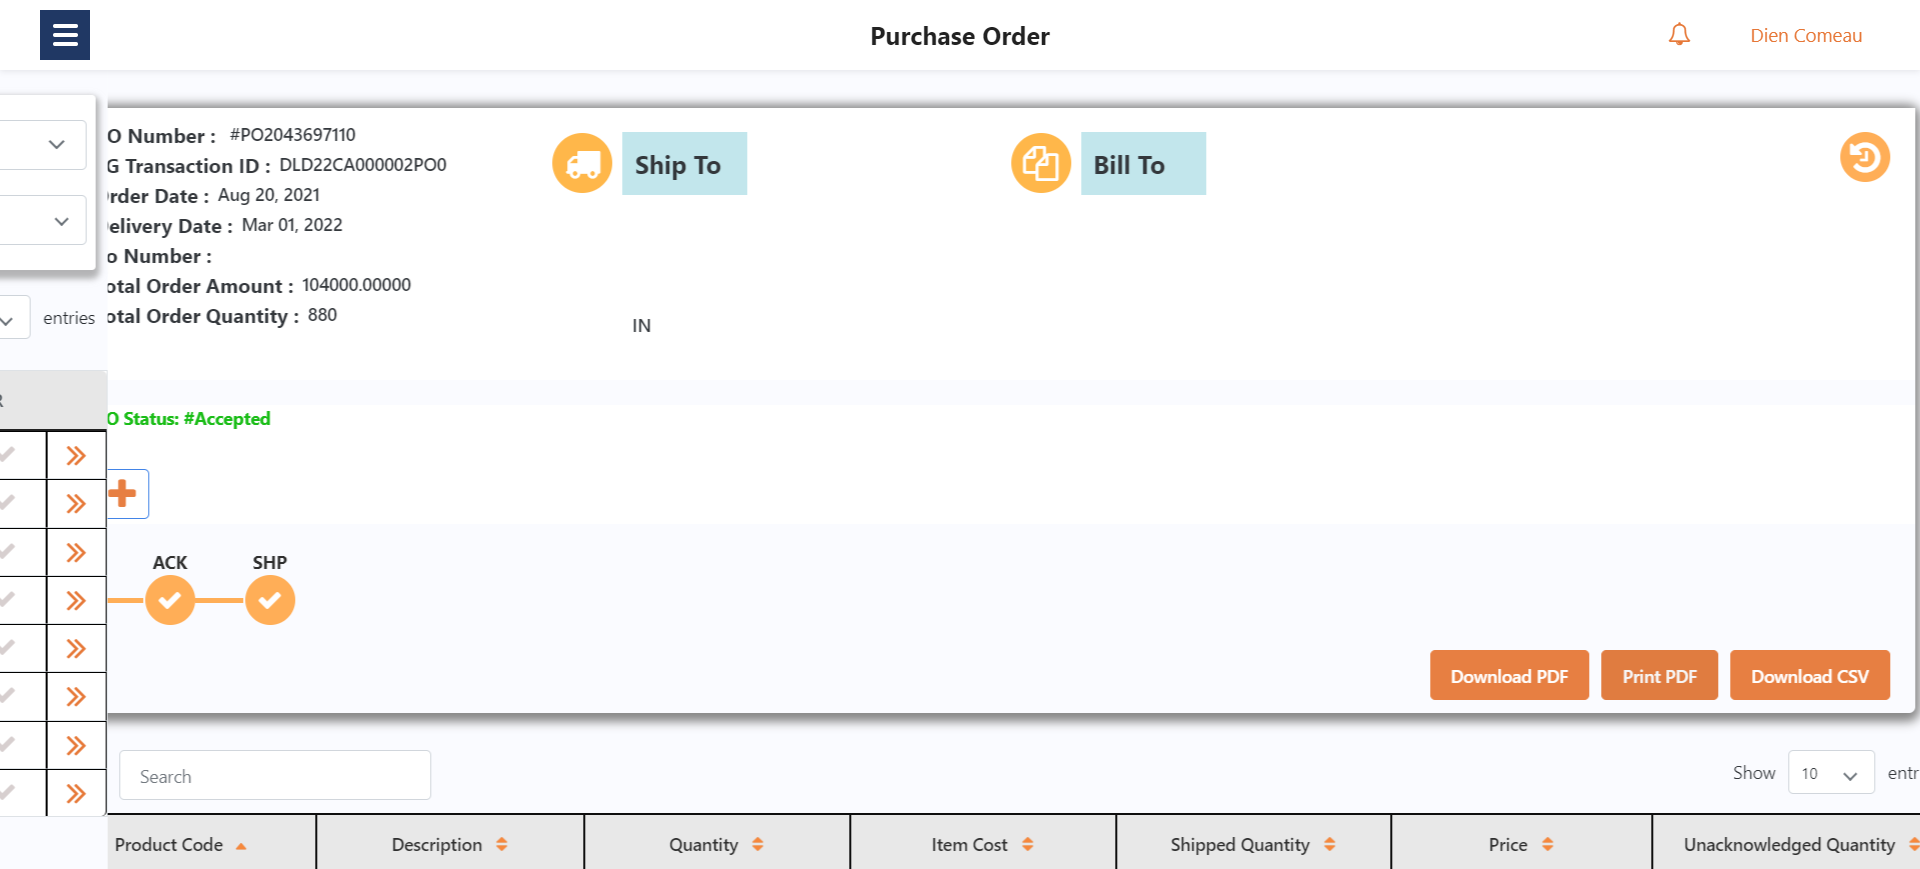 Purchase Order
Dien Comeau
O Number : #PO2043697110
G Transaction ID : DLD22CA000002PO0
rder Date : Aug 20, 2021
elivery Date : Mar 01, 2022
o Number :
otal Order Amount : 104000.00000
otal Order Quantity : 880
Ship To
IN
Bill To
entries
R
O Status: #Accepted
ACK SHP
Download PDF Print PDF Download CSV
Search
Show 10 entr
Product Code Description Quantity Item Cost Shipped Quantity Price Unacknowledged Quantity